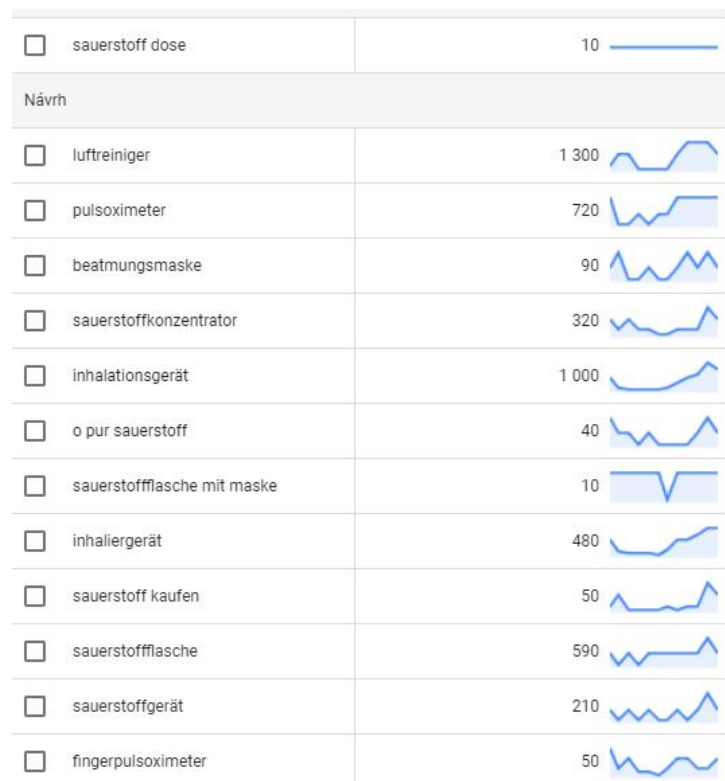 sauerstoff dose 10
Návrh
luftreiniger 1 300
pulsoximeter 720
beatmungsmaske 90
sauerstoffkonzentrator 320
inhalationsgerät 1 000
o pur sauerstoff 40
sauerstoffflasche mit maske 10
inhaliergerät 480
sauerstoff kaufen 50
sauerstoffflasche 590
sauerstoffgerät 210
fingerpulsoximeter 50